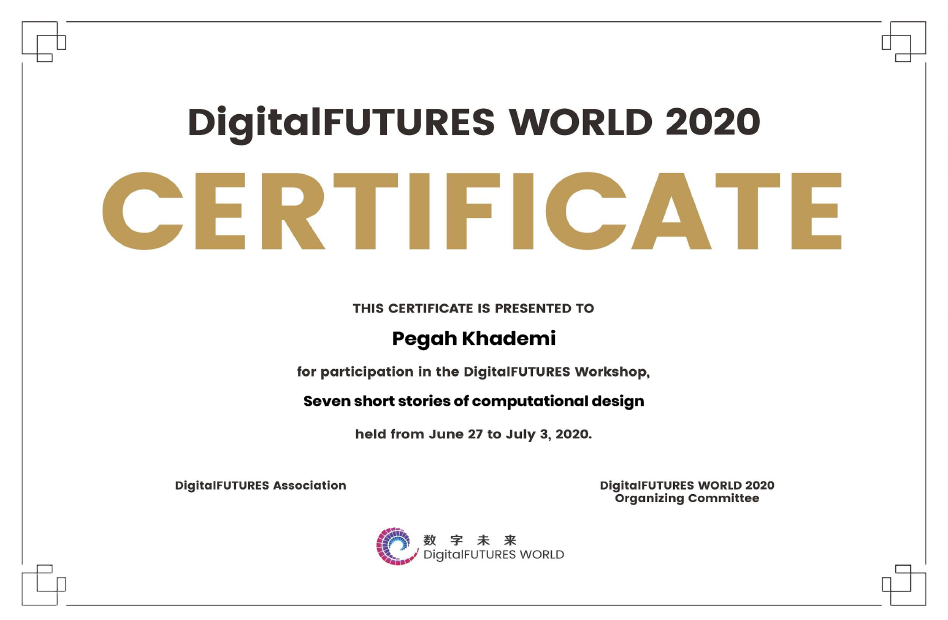 DigitalFUTURES WORLD 2020
CERTIFICATE
THIS CERTIFICATE IS PRESENTED TO
Pegah Khademi
for participation in the DigitalFUTURES Workshop,
Seven short stories of computational design
held from June 27 to July 3, 2020.
DigitalFUTURES Association
DigitalFUTURES WORLD 2020
Organizing Committee
数 字 未 来
DigitalFUTURES WORLD